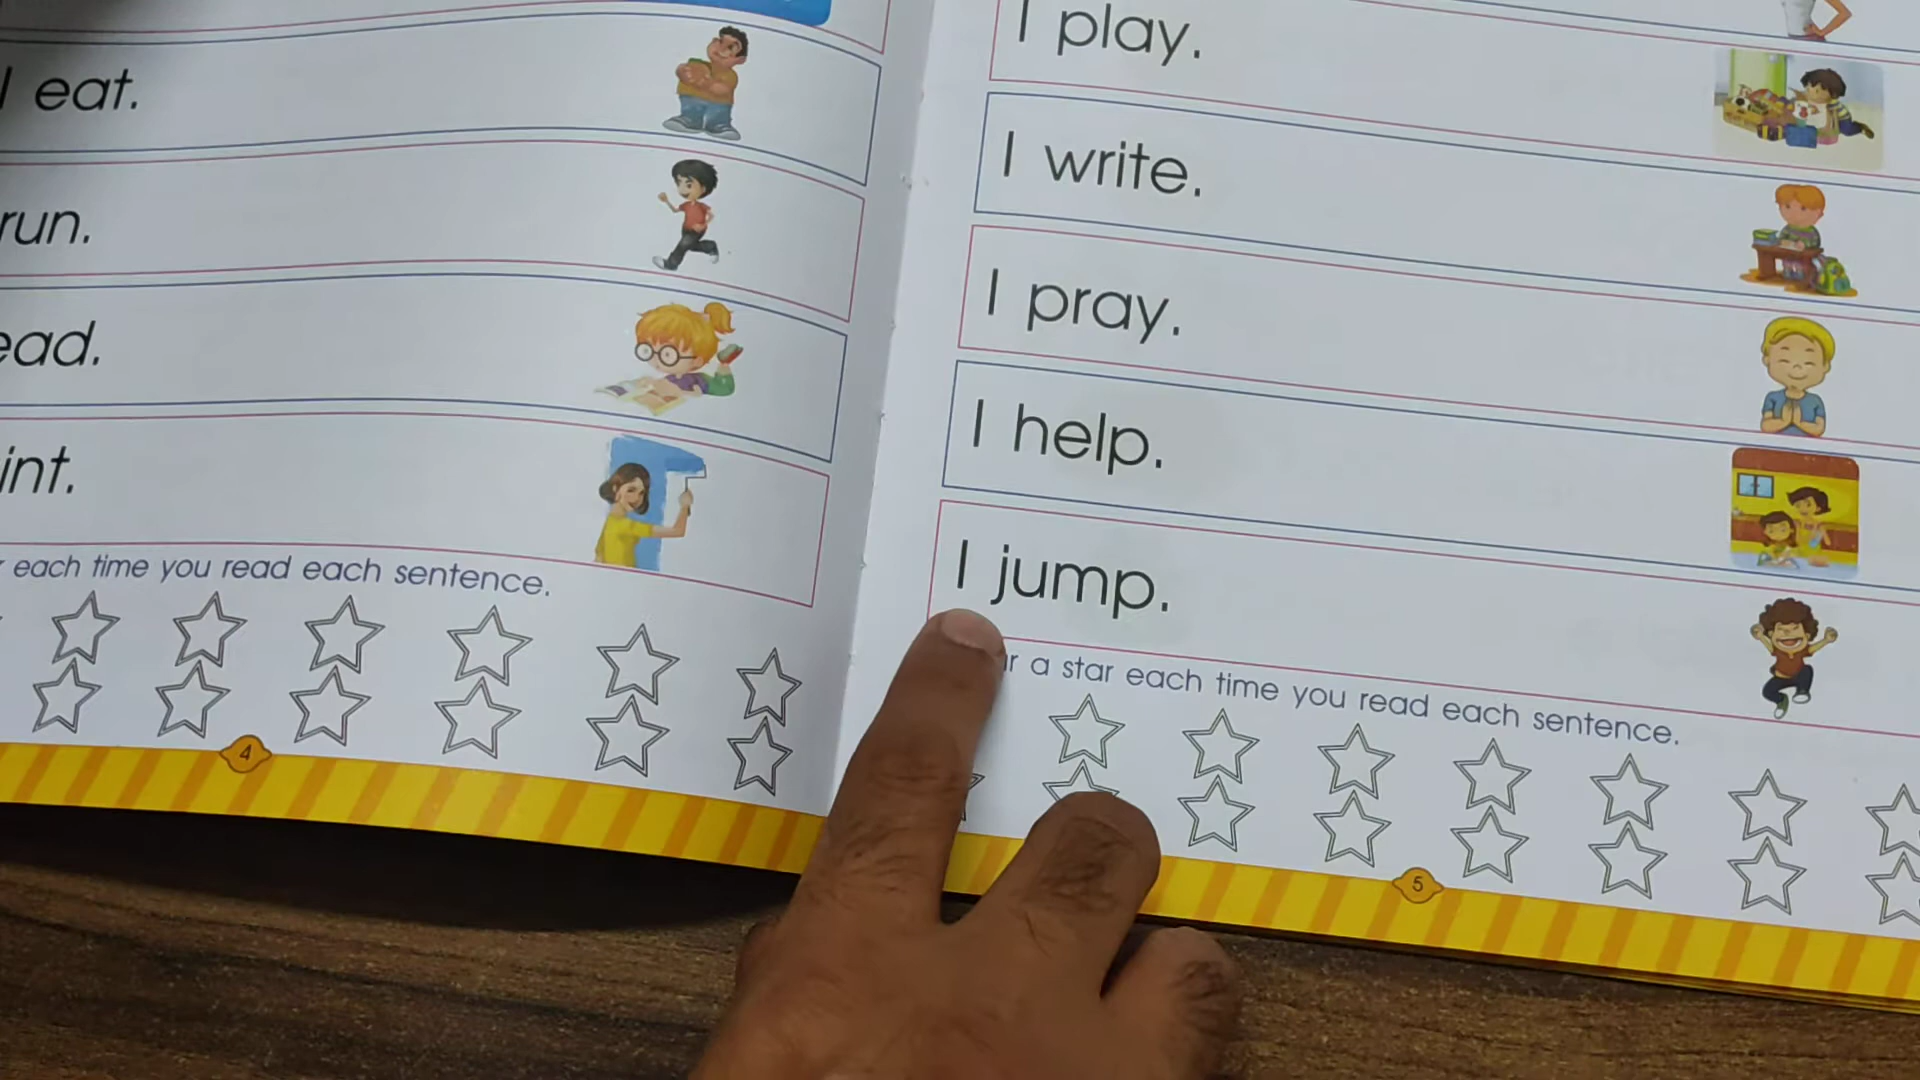 I eat.
run.
int.
each time you read each sentence.
4
I play.
I write.
I pray.
I help.
I jump.
a star each time you read each sentence.
5